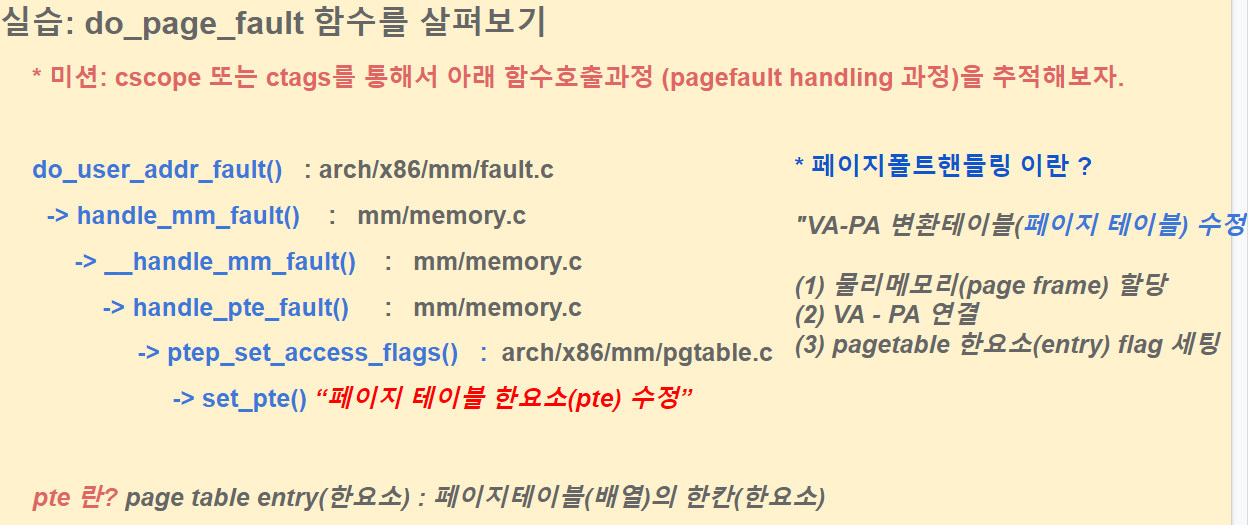 실습: do_page_fault 함수를 살펴보기
* 미션: cscope 또는 ctags를 통해서 아래 함수호출과정 (pagefault handling 과정)을 추적해보자.
do_user_addr_fault() : arch/x86/mm/fault.c
-> handle_mm_fault() : mm/memory.c
-> __handle_mm_fault() : mm/memory.c
-> handle_pte_fault() : mm/memory.c
-> ptep_set_access_flags() : arch/x86/mm/pgtable.c
-> set_pte() “페이지 테이블 한요소(pte) 수정”
* 페이지폴트핸들링 이란 ?
"VA-PA 변환테이블(페이지 테이블) 수정
(1) 물리메모리(page frame) 할당
(2) VA - PA 연결
(3) pagetable 한요소(entry) flag 세팅
pte 란? page table entry(한요소) : 페이지테이블(배열)의 한칸(한요소)